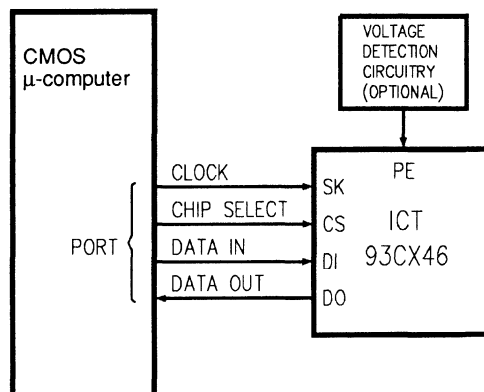 CMOS
μ-computer
VOLTAGE
DETECTION
CIRCUITRY
(OPTIONAL)
PORT
CLOCK
CHIP SELECT
DATA IN
DATA OUT
PE
SK
CS
DI
DO
ICT
93CX46